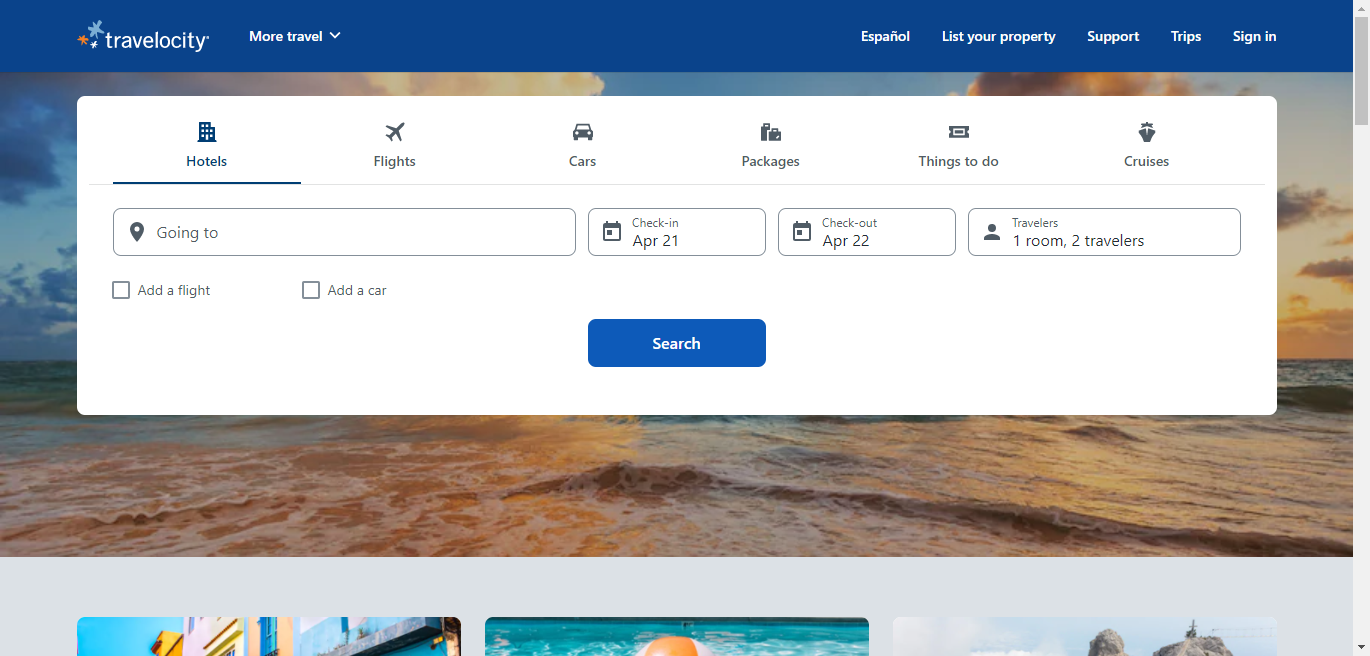 travelocity
More travel
Español
List your property
Support
Trips
Sign in
Hotels
Flights
Cars
Packages
Things to do
Cruises
Going to
Check-in
Apr 21
Check-out
Apr 22
Travelers
1 room, 2 travelers
Add a flight
Add a car
Search